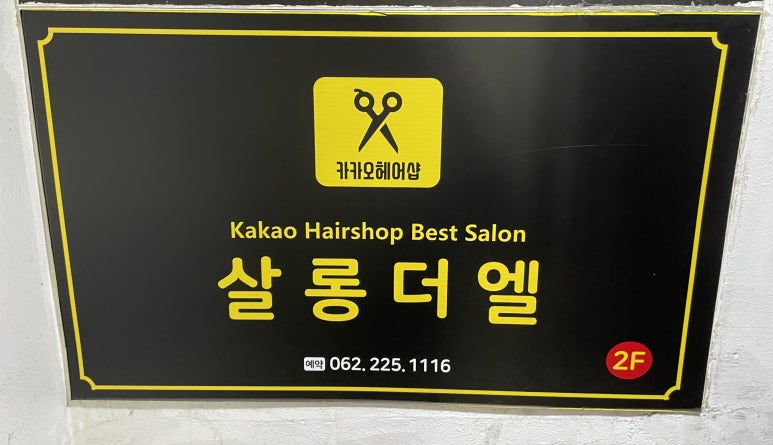 카카오헤어샵
Kakao Hairshop Best Salon
살롱더엘
예약 062.225.1116
2F